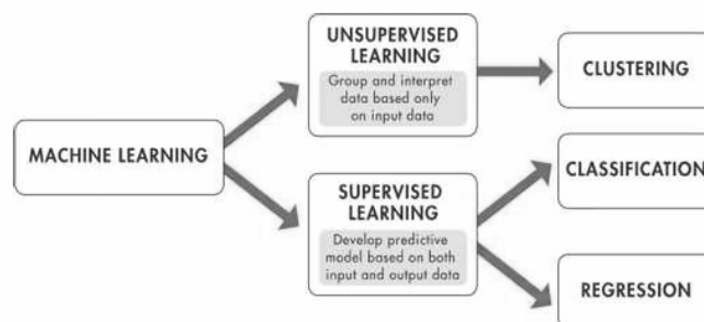 MACHINE LEARNING
UNSUPERVISED
LEARNING
Group and interpret
data based only
on input data
SUPERVISED
LEARNING
Develop predictive
model based on both
input and output data
CLUSTERING
CLASSIFICATION
REGRESSION